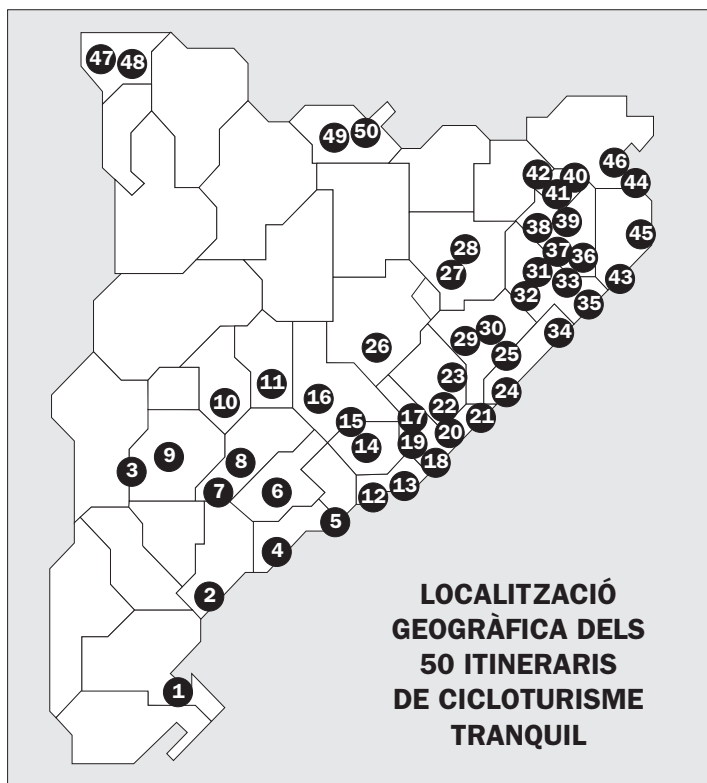 47 48
49 50
46
42 40
41 44
38 39
45
28 37 36
27 31 33 43
32 35
30 34
29
26 25
23
11 24
16
10 22
15 17 21
20
14 19
9 8 18
3
7 6 13
12
5
4
2
1
LOCALITZACIÓ
GEOGRÀFICA DELS
50 ITINERARIS
DE CICLOTURISME
TRANQUIL